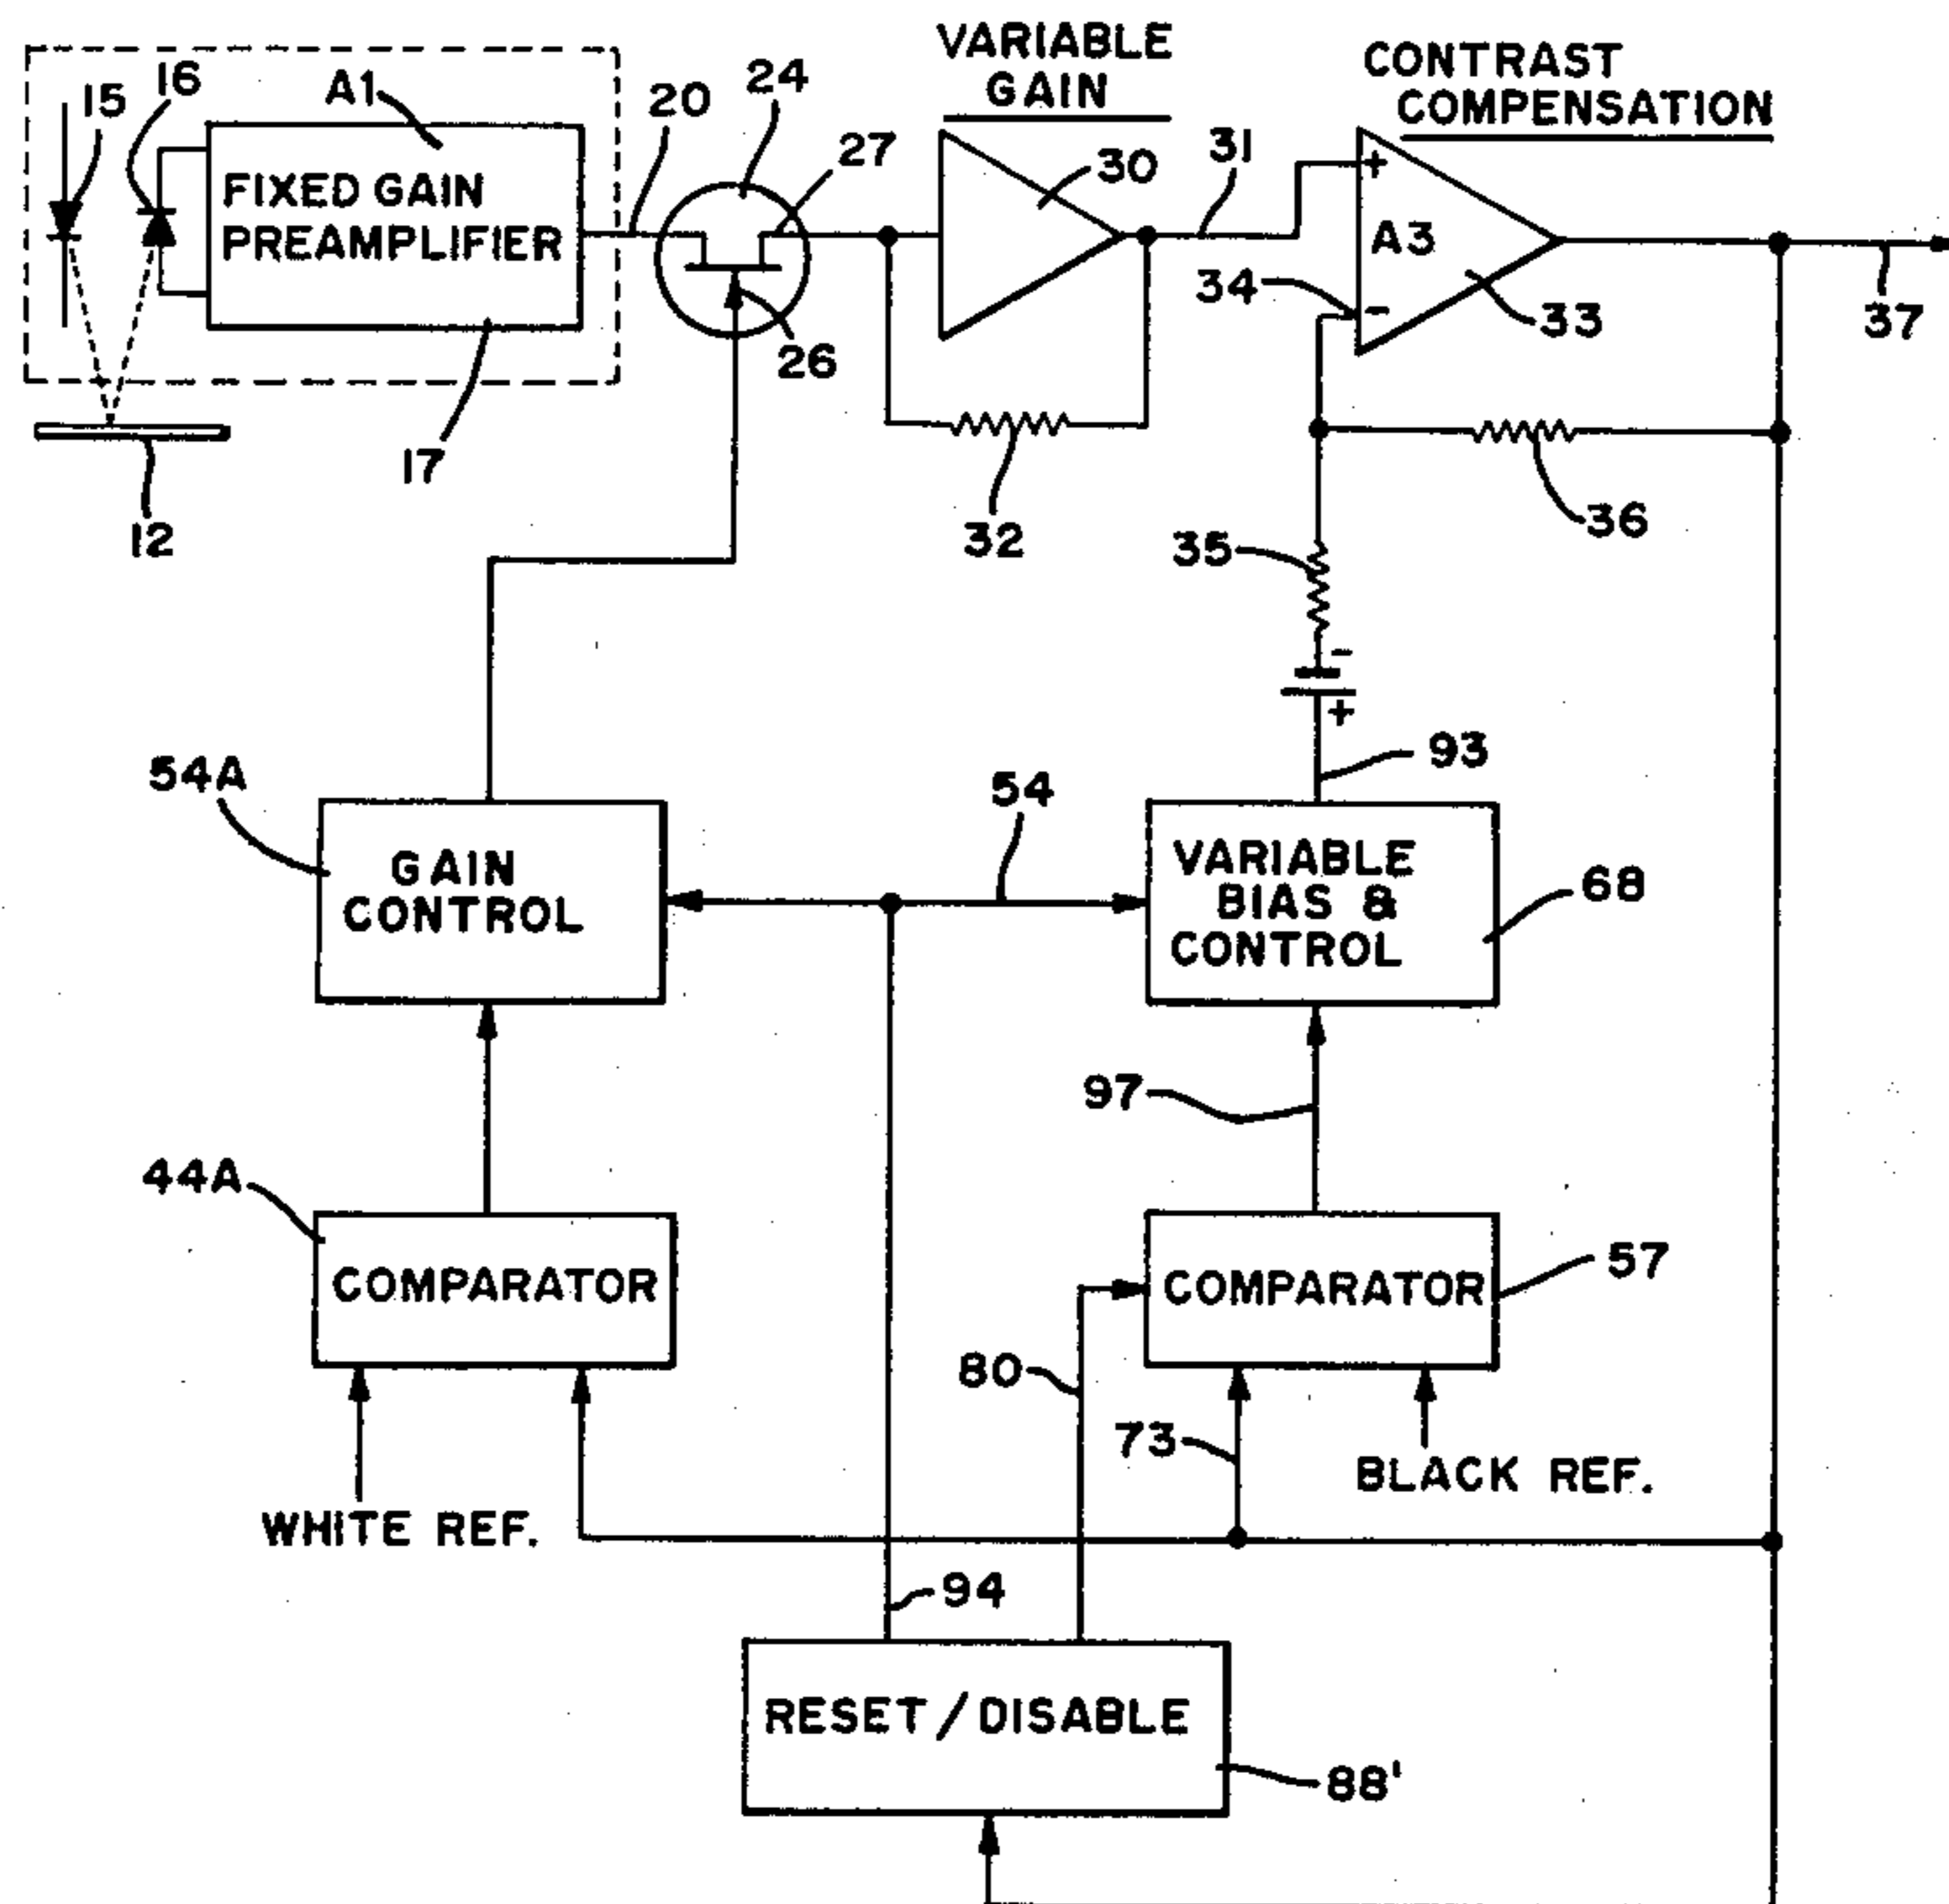 VARIABLE
GAIN
CONTRAST
COMPENSATION
15
16
A1
20
24
27
30
31
FIXED GAIN
PREAMPLIFIER
+
A3
34
-
33
37
26
17
12
32
35
36
-
+
93
54A
54
GAIN
CONTROL
VARIABLE
BIAS &
CONTROL
68
97
44A
COMPARATOR
COMPARATOR
57
80
73
WHITE REF.
BLACK REF.
94
RESET/DISABLE
88'